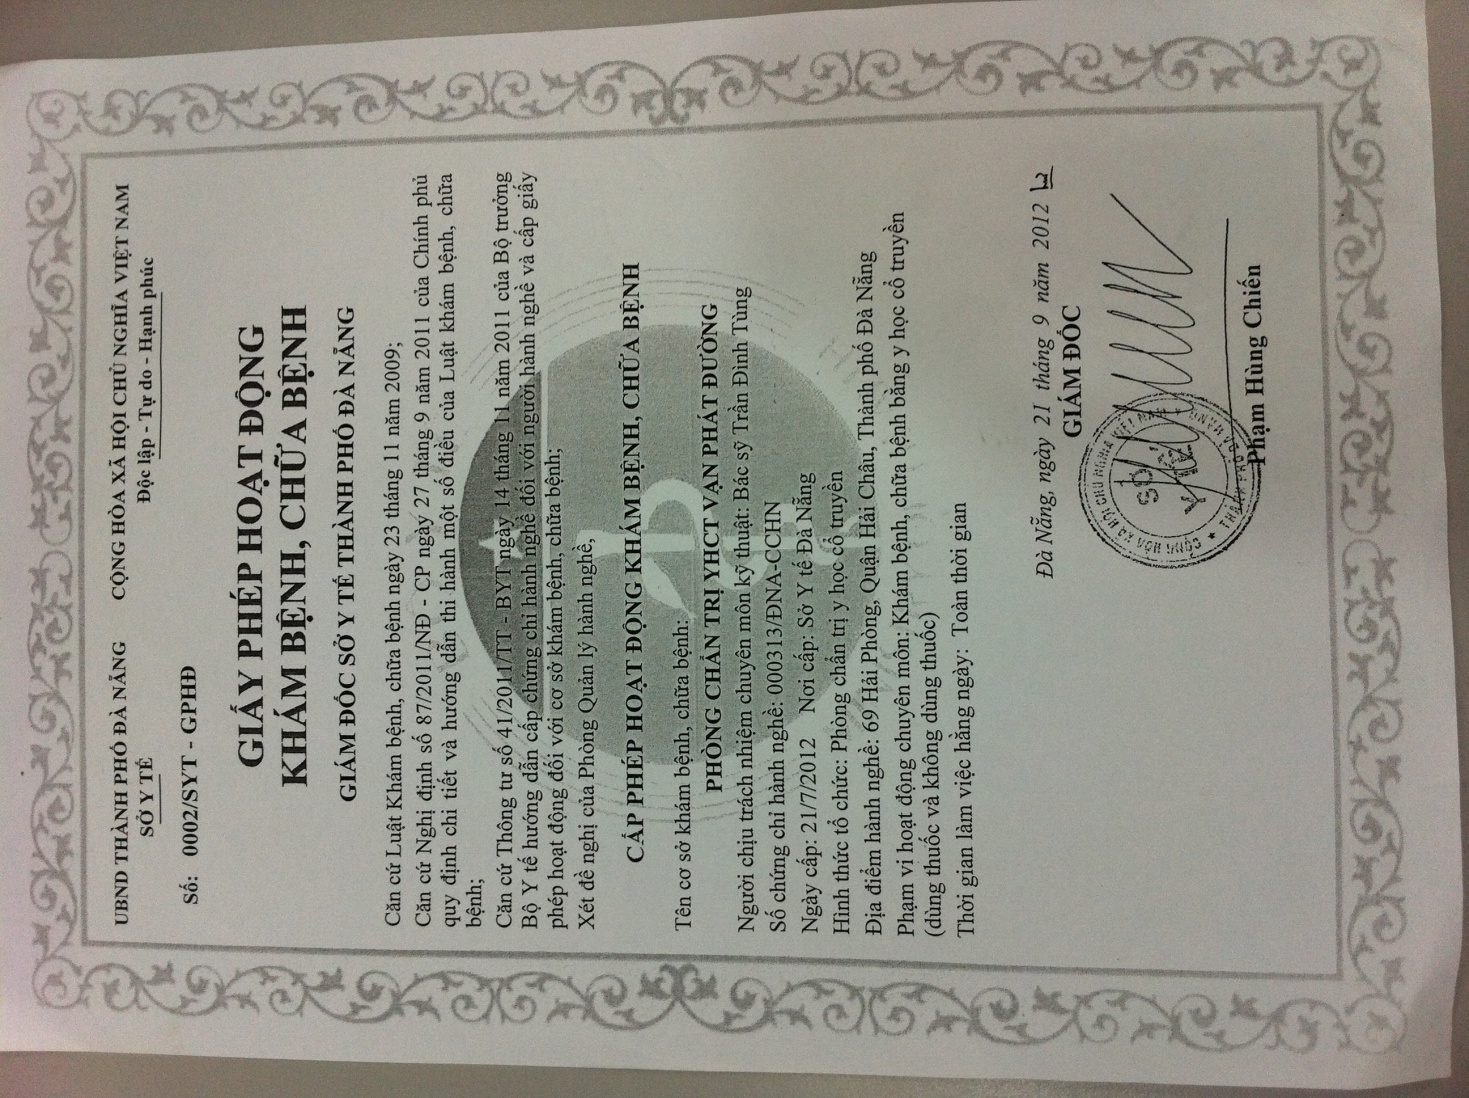 UBND THÀNH PHỐ ĐÀ NẴNG
SỞ Y TẾ
CỘNG HÒA XÃ HỘI CHỦ NGHĨA VIỆT NAM
Độc lập - Tự do - Hạnh phúc
Số: 0002/SYT - GPHĐ
GIẤY PHÉP HOẠT ĐỘNG
KHÁM BỆNH, CHỮA BỆNH
GIÁM ĐỐC SỞ Y TẾ THÀNH PHỐ ĐÀ NẴNG
Căn cứ Luật Khám bệnh, chữa bệnh ngày 23 tháng 11 năm 2009;
Căn cứ Nghị định số 87/2011/NĐ - CP ngày 27 tháng 9 năm 2011 của Chính phủ
quy định chi tiết và hướng dẫn thi hành một số điều của Luật khám bệnh, chữa
bệnh;
Căn cứ Thông tư số 41/2011/TT - BYT ngày 14 tháng 11 năm 2011 của Bộ trưởng
Bộ Y tế hướng dẫn cấp chứng chỉ hành nghề đối với người hành nghề và cấp giấy
phép hoạt động đối với cơ sở khám bệnh, chữa bệnh;
Xét đề nghị của Phòng Quản lý hành nghề,
CẤP PHÉP HOẠT ĐỘNG KHÁM BỆNH, CHỮA BỆNH
Tên cơ sở khám bệnh, chữa bệnh:
PHÒNG CHẨN TRỊ YHCT VẠN PHÁT ĐƯỜNG
Người chịu trách nhiệm chuyên môn kỹ thuật: Bác sỹ Trần Đình Tùng
Số chứng chỉ hành nghề: 000313/ĐNA-CCHN
Ngày cấp: 21/7/2012 Nơi cấp: Sở Y tế Đà Nẵng
Hình thức tổ chức: Phòng chẩn trị y học cổ truyền
Địa điểm hành nghề: 69 Hải Phòng, Quận Hải Châu, Thành phố Đà Nẵng
Phạm vi hoạt động chuyên môn: Khám bệnh, chữa bệnh bằng y học cổ truyền
(dùng thuốc và không dùng thuốc)
Thời gian làm việc hằng ngày: Toàn thời gian
Đà Nẵng, ngày 21 tháng 9 năm 2012
GIÁM ĐỐC
CỘNG HÒA XÃ HỘI CHỦ NGHĨA VIỆT NAM
SỞ
Y TẾ
Phạm Hùng Chiến